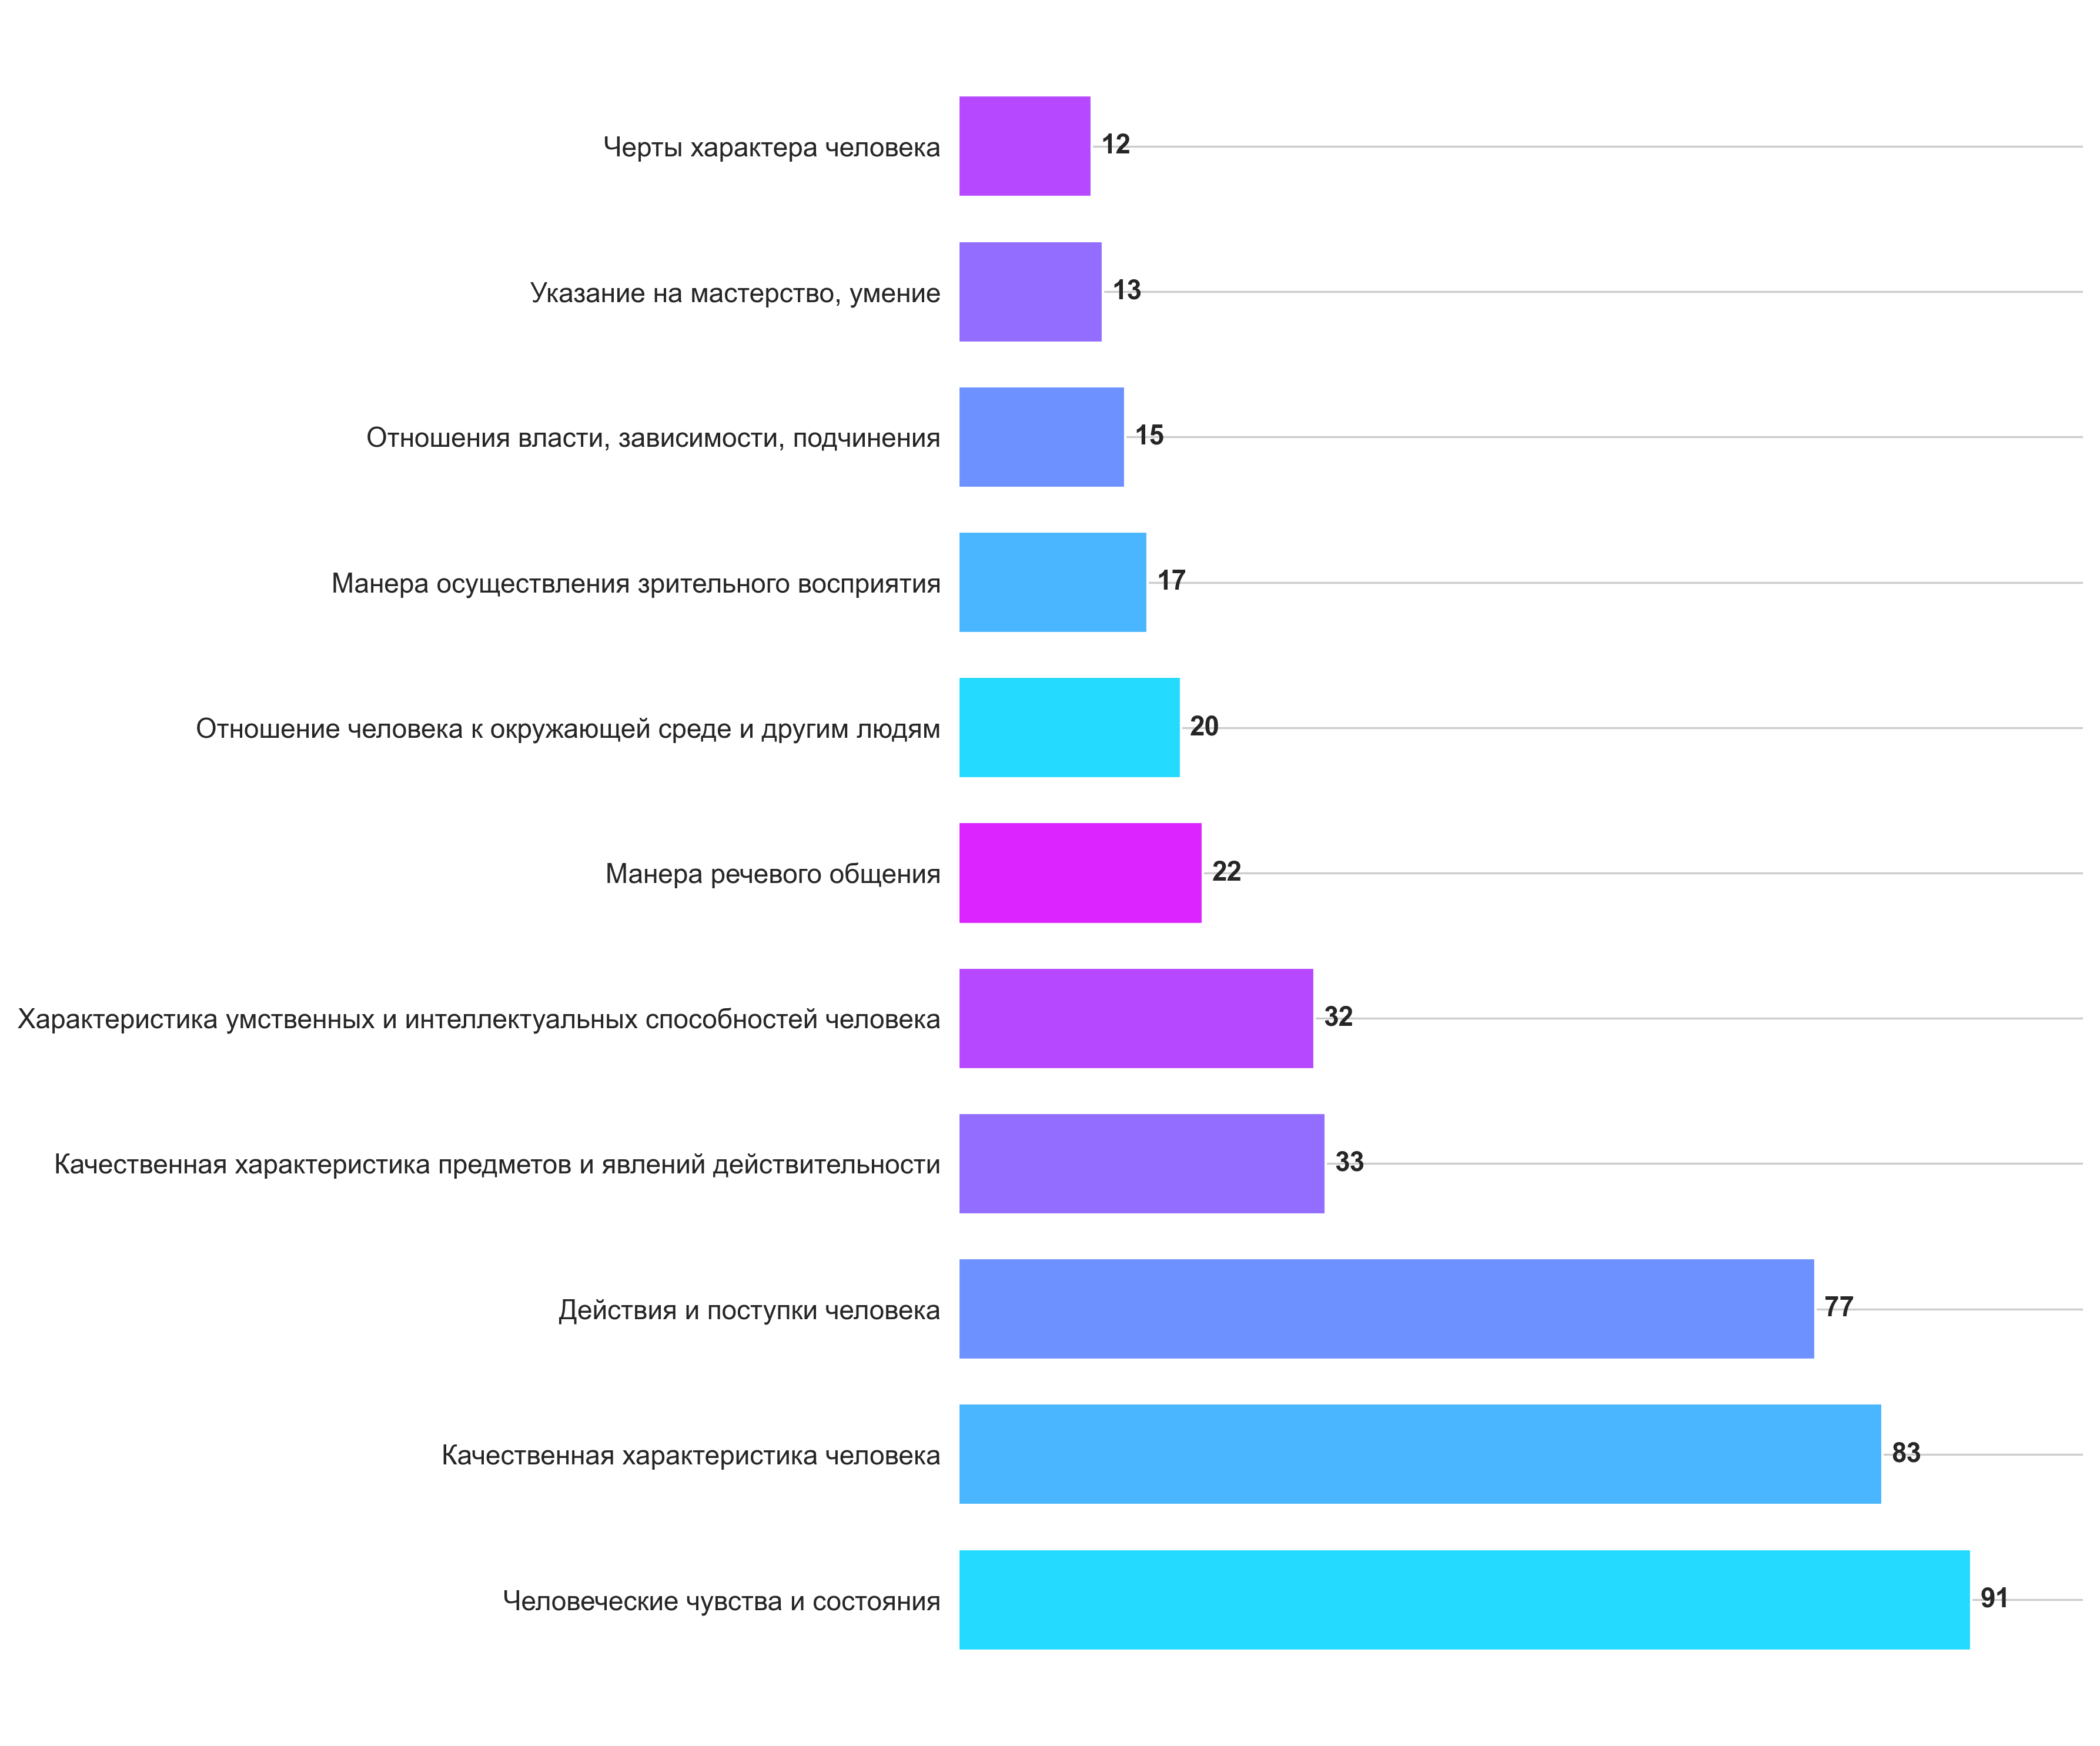 Черты характера человека 12
Указание на мастерство, умение 13
Отношения власти, зависимости, подчинения 15
Манера осуществления зрительного восприятия 17
Отношение человека к окружающей среде и другим людям 20
Манера речевого общения 22
Характеристика умственных и интеллектуальных способностей человека 32
Качественная характеристика предметов и явлений действительности 33
Действия и поступки человека 77
Качественная характеристика человека 83
Человеческие чувства и состояния 91